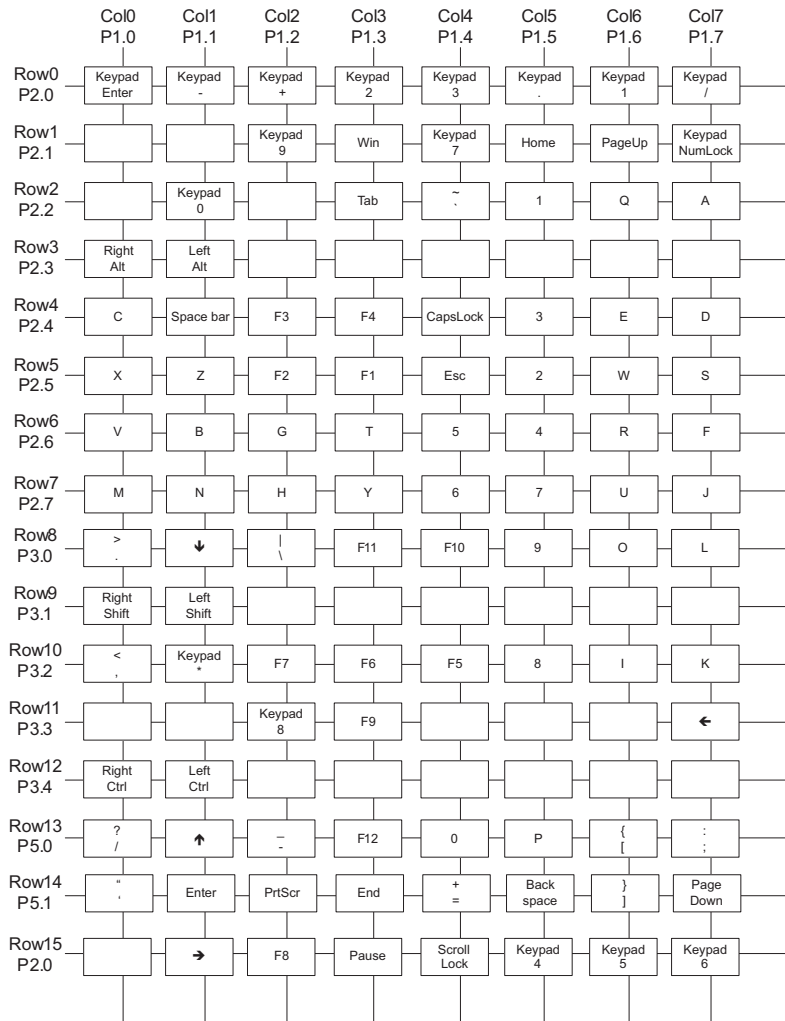 Col0 Col1 Col2 Col3 Col4 Col5 Col6 Col7
P1.0 P1.1 P1.2 P1.3 P1.4 P1.5 P1.6 P1.7
Row0 Keypad Keypad Keypad Keypad Keypad Keypad Keypad Keypad
P2.0 Enter - + 2 3 . 1 /
Row1 Keypad Win Keypad Home PageUp Keypad
P2.1 9 7 NumLock
Row2 Keypad Tab ~ 1 Q A
P2.2 0 `
Row3 Right Left
P2.3 Alt Alt
Row4 C Space bar F3 F4 CapsLock 3 E D
P2.4
Row5 X Z F2 F1 Esc 2 W S
P2.5
Row6 V B G T 5 4 R F
P2.6
Row7 M N H Y 6 7 U J
P2.7
Row8 > 🡻 | F11 F10 9 O L
P3.0 . \
Row9 Right Left
P3.1 Shift Shift
Row10 < Keypad F7 F6 F5 8 I K
P3.2 , *
Row11 Keypad F9 🡸
P3.3 8
Row12 Right Left
P3.4 Ctrl Ctrl
Row13 ? 🡹 _ F12 0 P { :
P5.0 / - [ ;
Row14 “ Enter PrtScr End + Back } Page
P5.1 ‘ = space ] Down
Row15 🡺 F8 Pause Scroll Keypad Keypad Keypad
P2.0 Lock 4 5 6